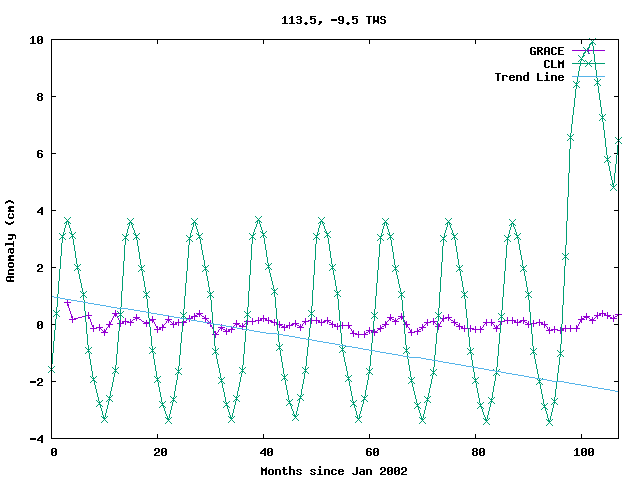 113.5, -9.5 TWS
GRACE
CLM
Trend Line
Anomaly (cm)
10
8
6
4
2
0
-2
-4
0 20 40 60 80 100
Months since Jan 2002